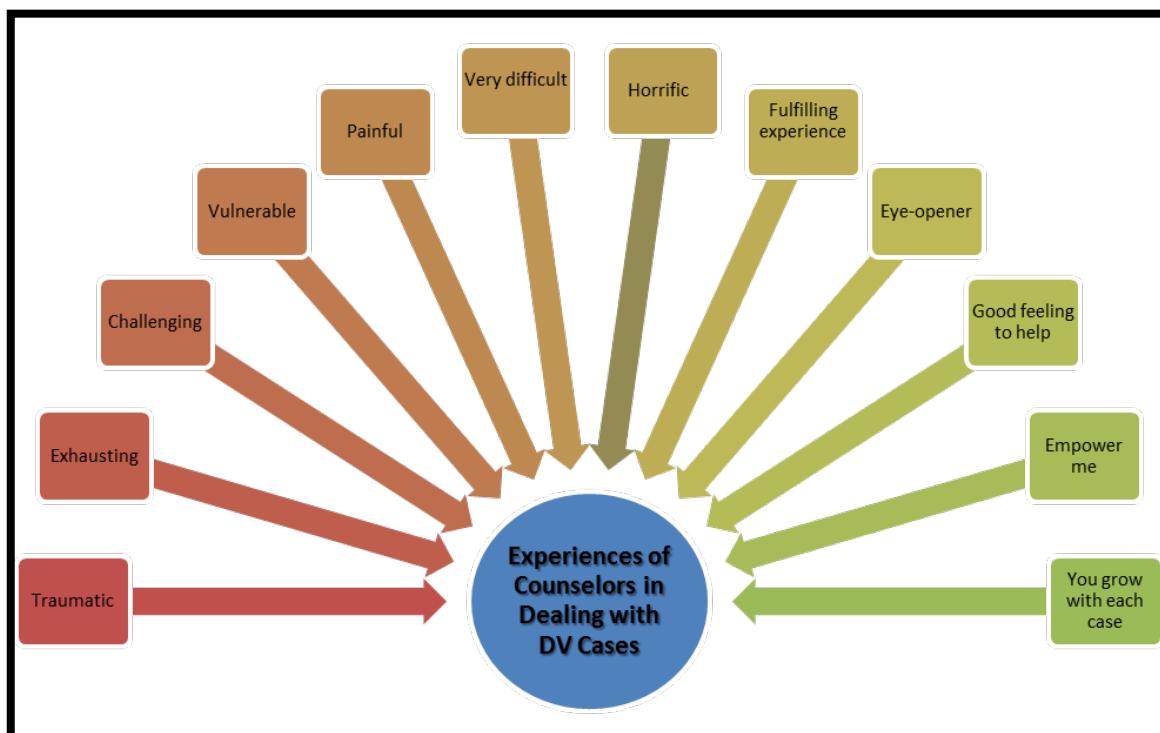 Traumatic
Exhausting
Challenging
Vulnerable
Painful
Very difficult
Horrific
Fulfilling
experience
Eye-opener
Good feeling
to help
Empower
me
You grow
with each
case
Experiences of
Counselors in
Dealing with
DV Cases